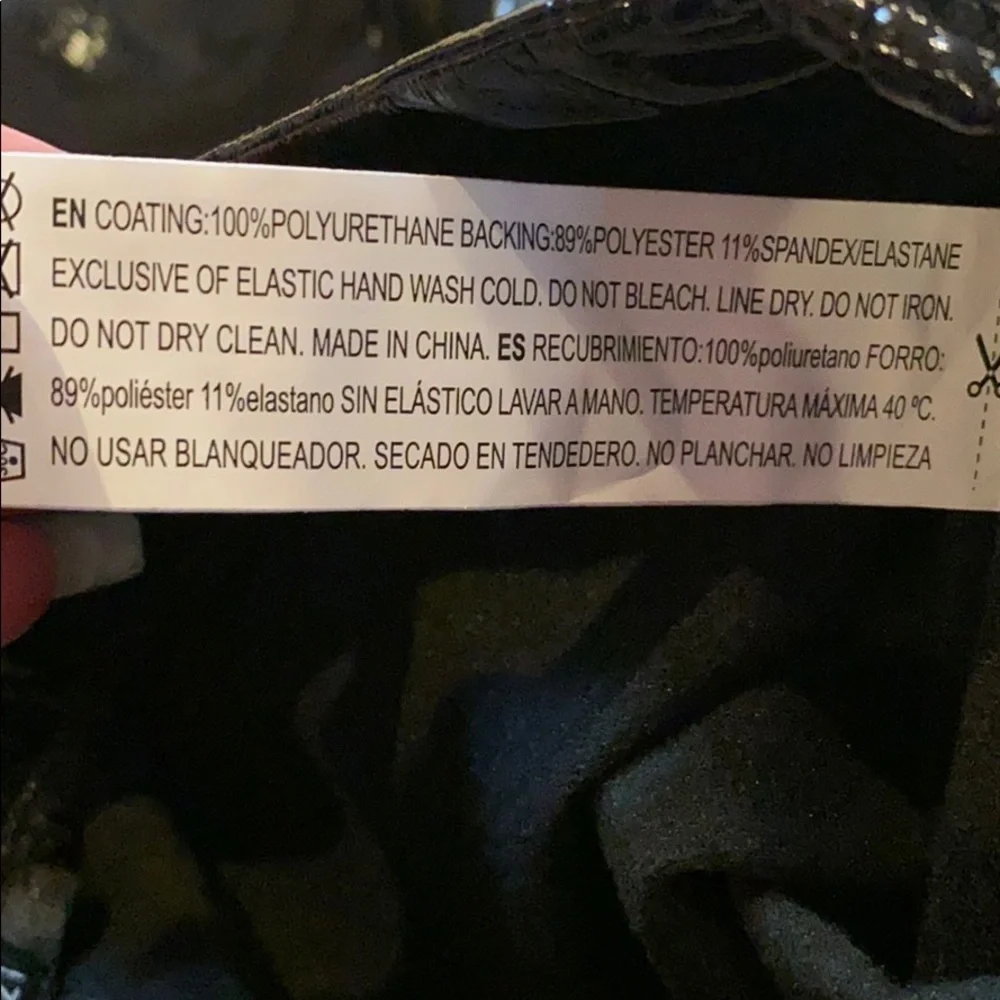 EN COATING:100%POLYURETHANE BACKING:89%POLYESTER 11%SPANDEX/ELASTANE
EXCLUSIVE OF ELASTIC HAND WASH COLD. DO NOT BLEACH. LINE DRY. DO NOT IRON.
DO NOT DRY CLEAN. MADE IN CHINA. ES RECUBRIMIENTO:100%poliuretano FORRO:
89%poliéster 11%elastano SIN ELÁSTICO LAVAR A MANO. TEMPERATURA MÁXIMA 40 ºC.
NO USAR BLANQUEADOR. SECADO EN TENDEDERO. NO PLANCHAR. NO LIMPIEZA